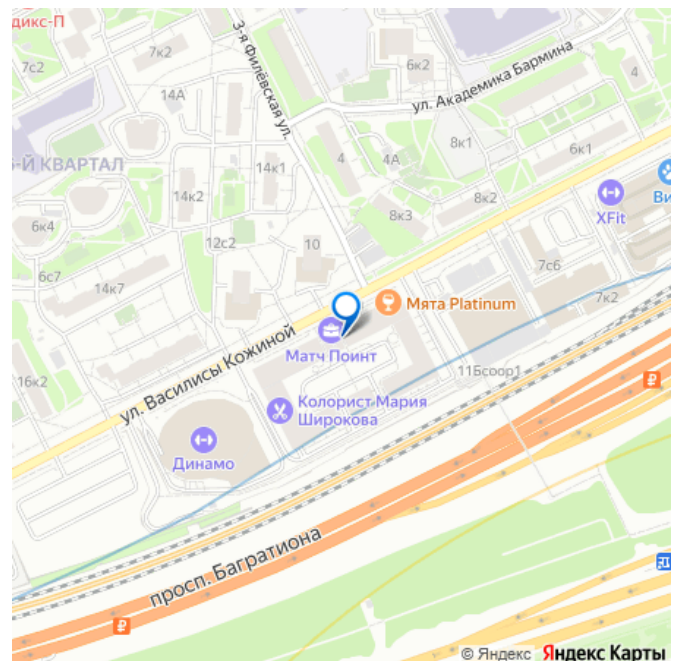 дикс-П
7к2
7с2
14А
3-я Филёвская ул.
6к2
ул. Академика Бармина
4
-Й КВАРТАЛ
14к1
4
4А
8к1
6к1
14к2
8к2
XFit
Ви
6к4
8к3
12с2
10
6с7
14к7
7с6
7к2
Мята Platinum
Матч Поинт
ул. Василисы Кожиной
11Бсоор1
16к2
Колорист Мария
Широкова
Динамо
₽
просп. Багратиона
₽
© Яндекс Яндекс Карты